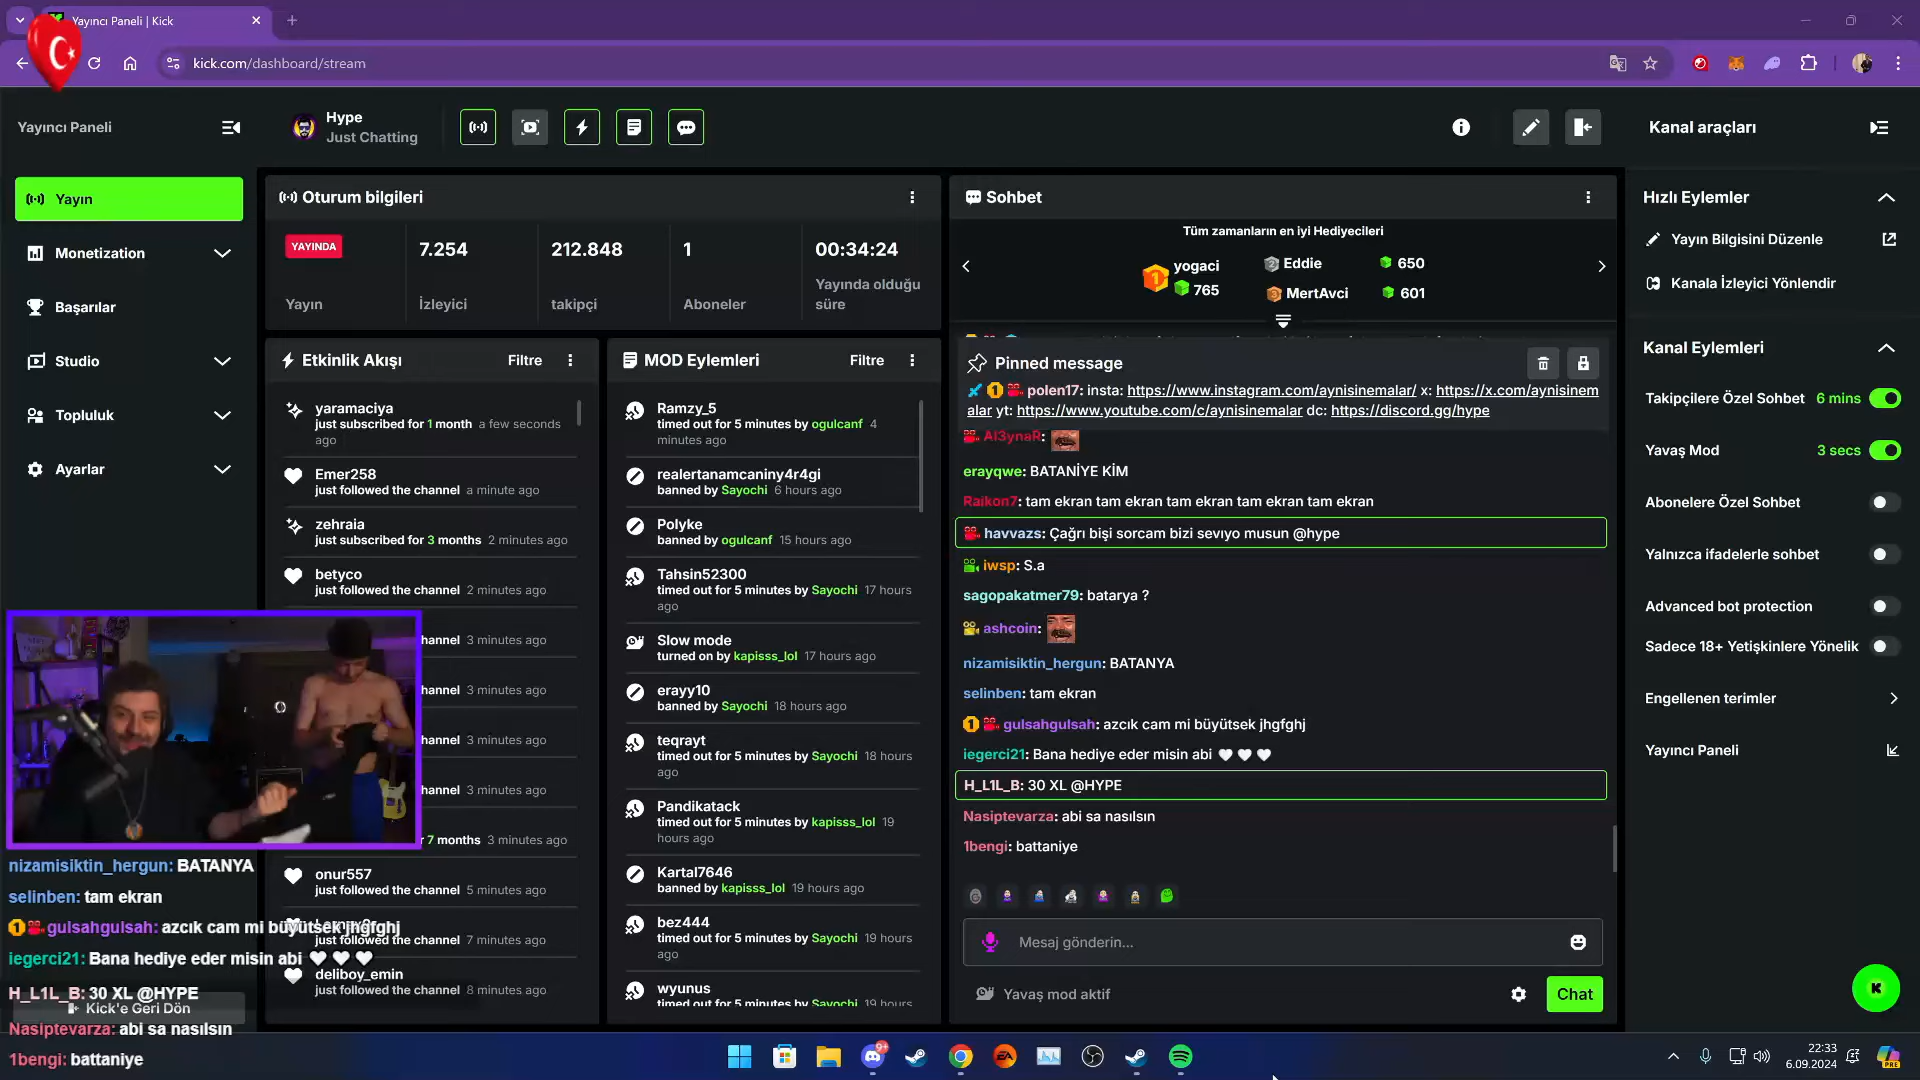 Yayıncı Paneli | Kick
kick.com/dashboard/stream
Yayıncı Paneli
Hype
Just Chatting
Kanal araçları
Yayın
Monetization
Başarılar
Studio
Topluluk
Ayarlar
Oturum bilgileri
YAYINDA
7.254
212.848
1
00:34:24
Yayın
İzleyici
takipçi
Aboneler
Yayında olduğu
süre
Etkinlik Akışı
Filtre
yaramaciya
just subscribed for 1 month a few seconds
ago
Emer258
just followed the channel a minute ago
zehraia
just subscribed for 3 months 2 minutes ago
betyco
just followed the channel 2 minutes ago
hannel 3 minutes ago
hannel 3 minutes ago
hannel 3 minutes ago
hannel 3 minutes ago
r 7 months 3 minutes ago
onur557
just followed the channel 5 minutes ago
just followed the channel 7 minutes ago
deliboy_emin
just followed the channel 8 minutes ago
MOD Eylemleri
Filtre
Ramzy_5
timed out for 5 minutes by ogulcanf 4
minutes ago
realertanamcaniny4r4gi
banned by Sayochi 6 hours ago
Polyke
banned by ogulcanf 15 hours ago
Tahsin52300
timed out for 5 minutes by Sayochi 17 hours
ago
Slow mode
turned on by kapisss_lol 17 hours ago
erayy10
banned by Sayochi 18 hours ago
teqrayt
timed out for 5 minutes by Sayochi 18 hours
ago
Pandikatack
timed out for 5 minutes by kapisss_lol 19
hours ago
Kartal7646
banned by kapisss_lol 19 hours ago
bez444
timed out for 5 minutes by Sayochi 19 hours
ago
wyunus
timed out for 5 minutes by Sayochi 19 hours
Sohbet
Tüm zamanların en iyi Hediyecileri
yogaci
765
Eddie 650
MertAvci 601
Pinned message
polen17: insta: https://www.instagram.com/aynisinemalar/ x: https://x.com/aynisinem
alar yt: https://www.youtube.com/c/aynisinemalar dc: https://discord.gg/hype
Al3ynaR:
erayqwe: BATANİYE KİM
Raikon7: tam ekran tam ekran tam ekran tam ekran tam ekran
havvazs: Çağrı bişi sorcam bizi sevıyo musun @hype
iwsp: S.a
sagopakatmer79: batarya ?
ashcoin:
nizamisiktin_hergun: BATANYA
selinben: tam ekran
gulsahgulsah: azcık cam mi büyütsek jhgfghj
iegerci21: Bana hediye eder misin abi 🤍 🤍 🤍
H_L1L_B: 30 XL @HYPE
Nasiptevarza: abi sa nasılsın
1bengi: battaniye
Mesaj gönderin...
Yavaş mod aktif
Chat
Hızlı Eylemler
Yayın Bilgisini Düzenle
Kanala İzleyici Yönlendir
Kanal Eylemleri
Takipçilere Özel Sohbet 6 mins
Yavaş Mod 3 secs
Abonelere Özel Sohbet
Yalnızca ifadelerle sohbet
Advanced bot protection
Sadece 18+ Yetişkinlere Yönelik
Engellenen terimler
Yayıncı Paneli
nizamisiktin_hergun: BATANYA
selinben: tam ekran
gulsahgulsah: azcık cam mi büyütsek jhgfghj
iegerci21: Bana hediye eder misin abi 🤍 🤍 🤍
H_L1L_B: 30 XL @HYPE
Kick'e Geri Dön
Nasiptevarza: abi sa nasılsın
1bengi: battaniye
9+
EA
22:33
6.09.2024
PRE